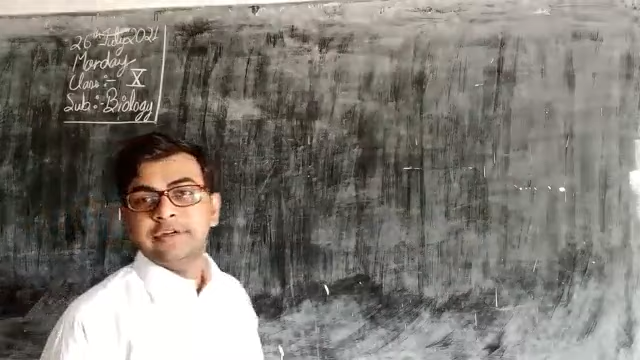 26th July 2021
Monday
Class :- X
Sub :- Biology